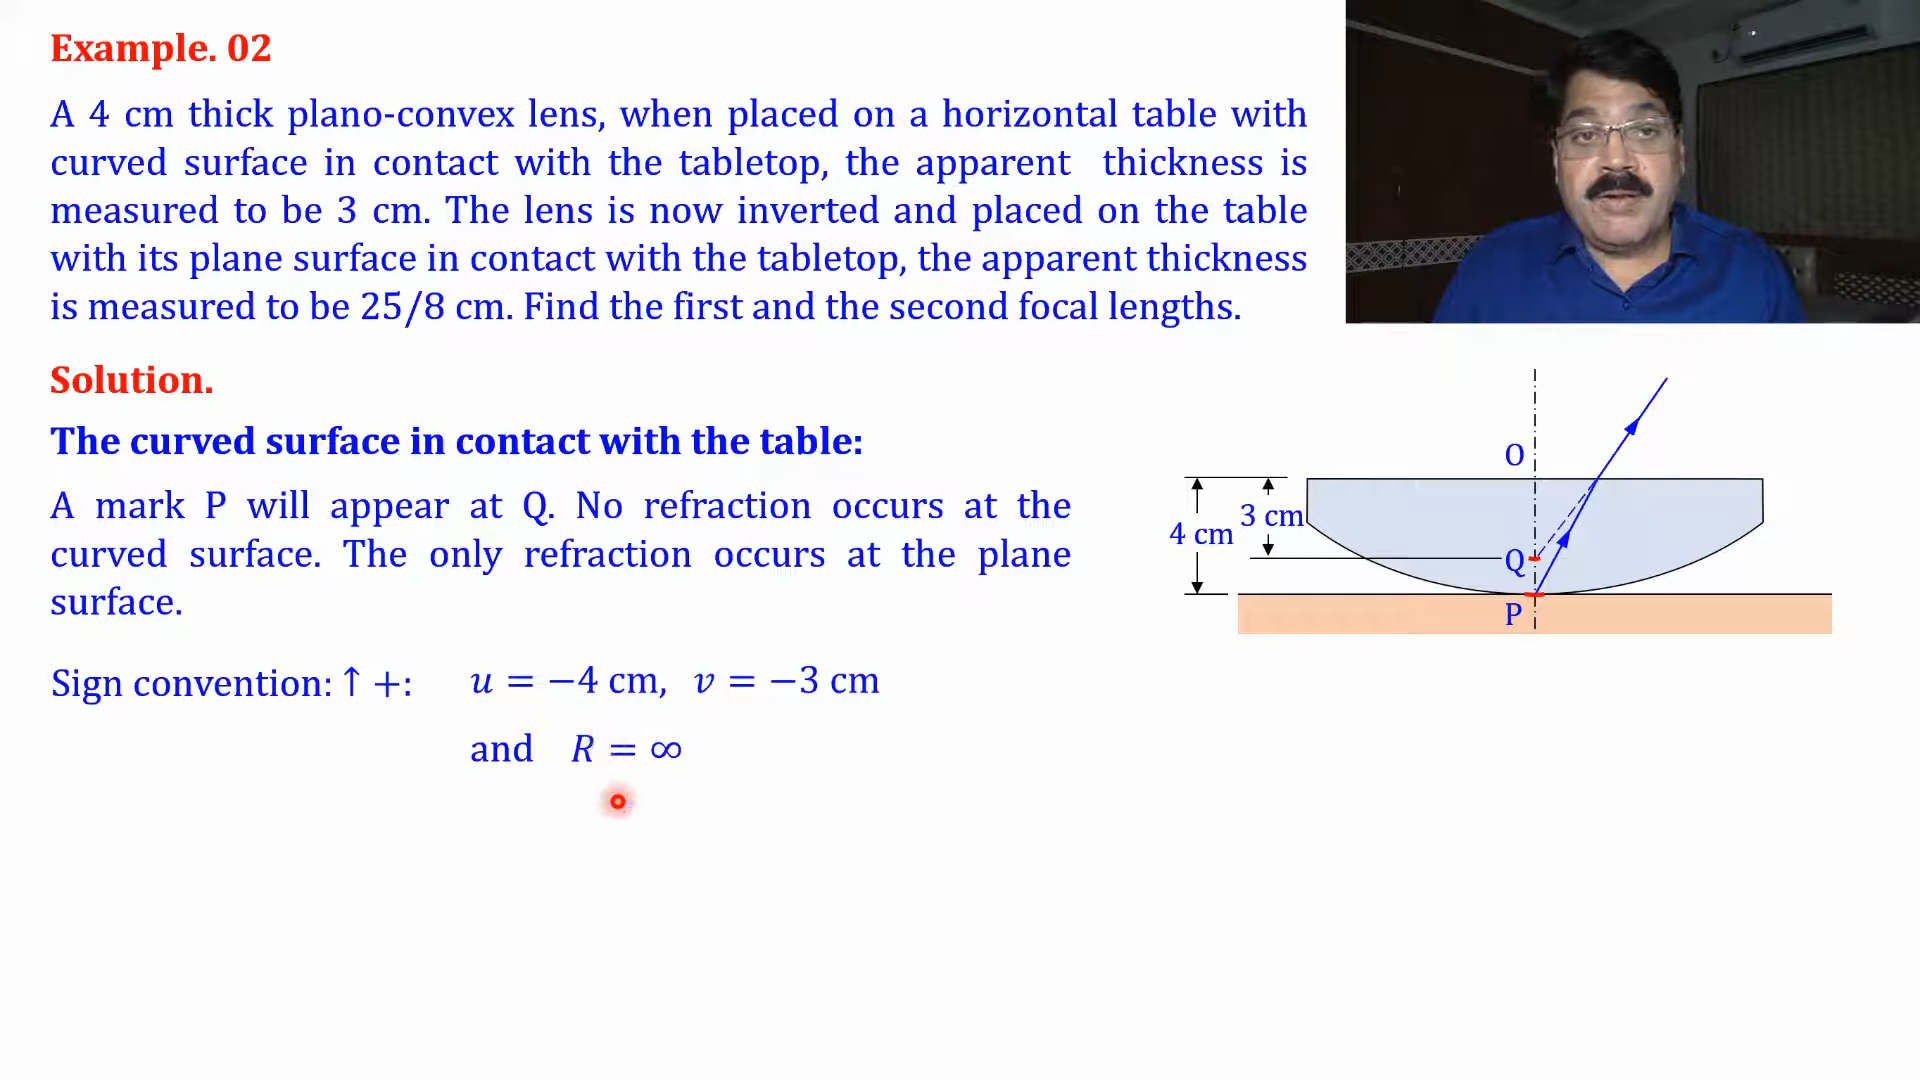 Example. 02
A 4 cm thick plano-convex lens, when placed on a horizontal table with
curved surface in contact with the tabletop, the apparent thickness is
measured to be 3 cm. The lens is now inverted and placed on the table
with its plane surface in contact with the tabletop, the apparent thickness
is measured to be 25/8 cm. Find the first and the second focal lengths.
Solution.
The curved surface in contact with the table:
A mark P will appear at Q. No refraction occurs at the
curved surface. The only refraction occurs at the plane
surface.
Sign convention: ↑ +: u = −4 cm, v = −3 cm
and R = ∞
O
3 cm
4 cm
Q
P